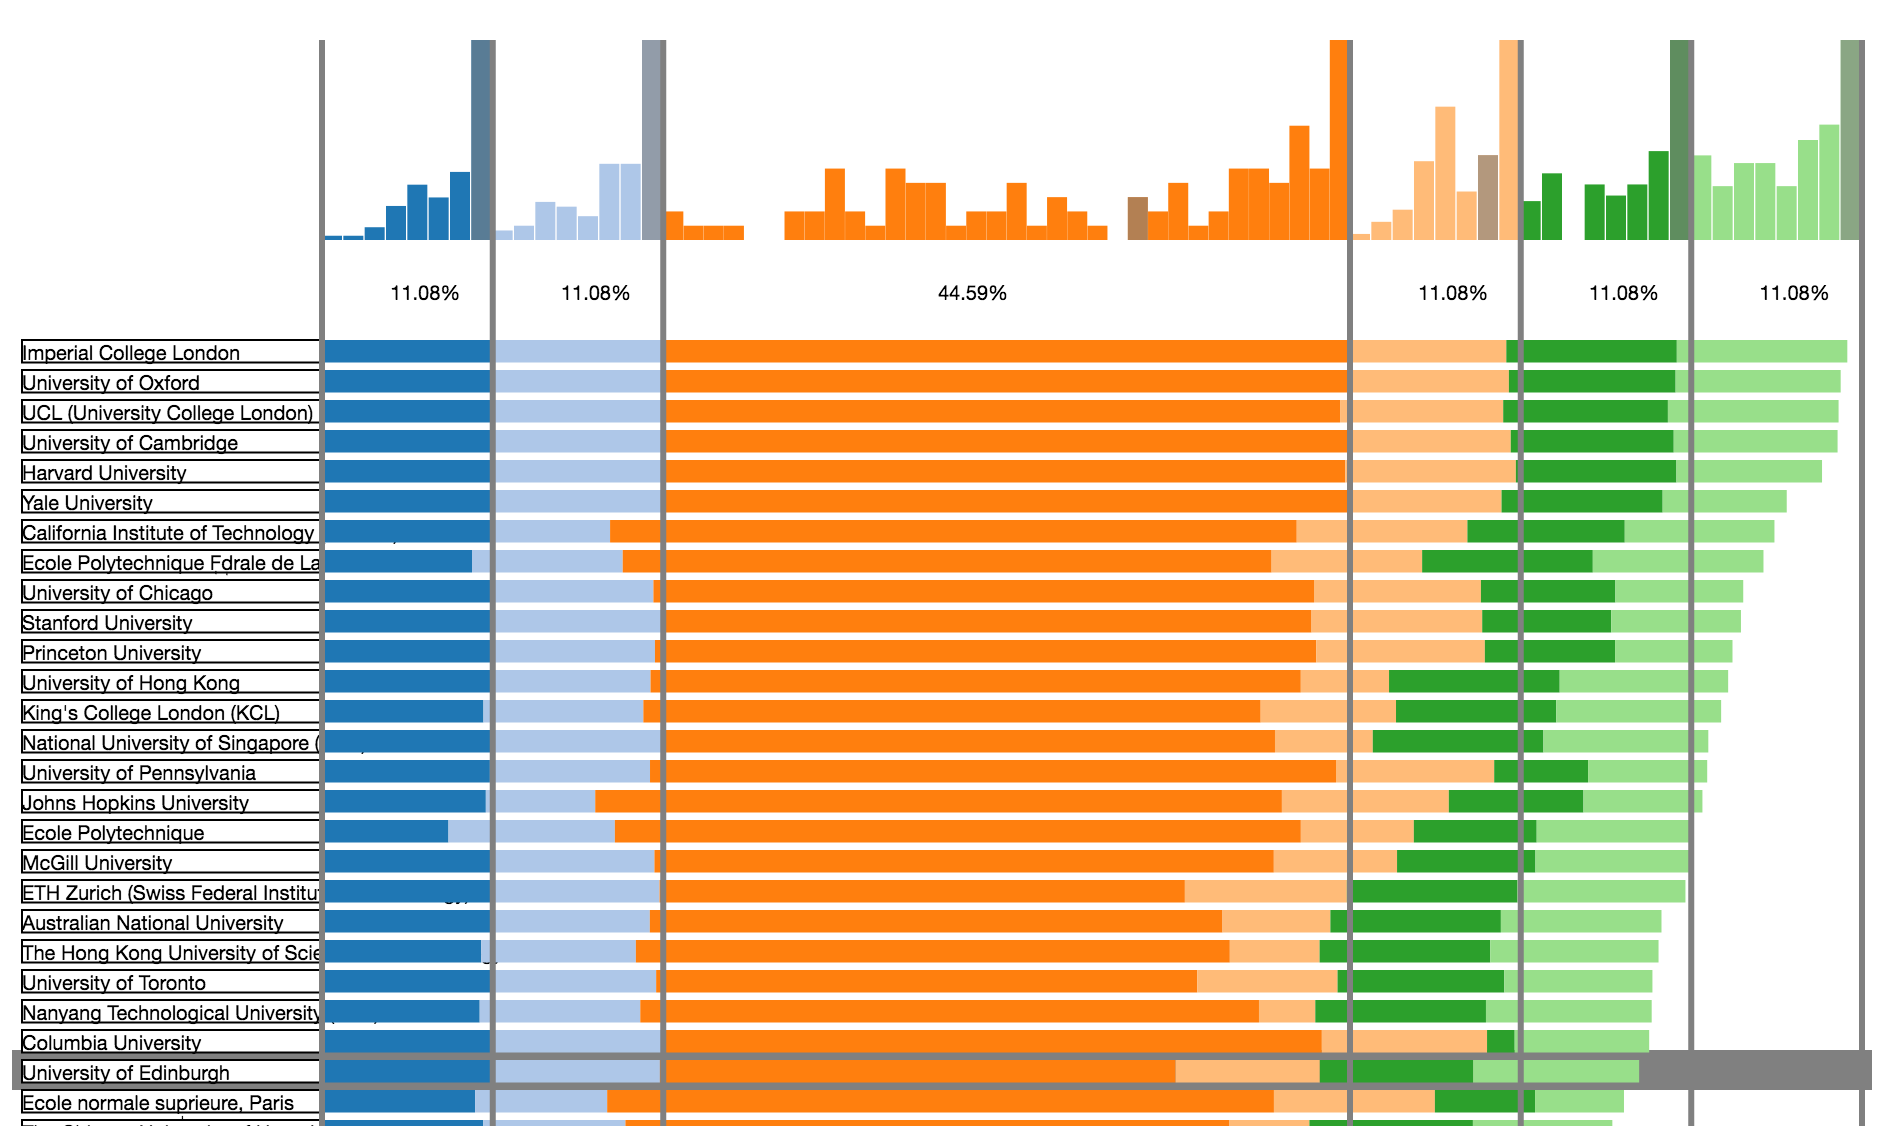 11.08% 11.08% 44.59% 11.08% 11.08% 11.08%
Imperial College London
University of Oxford
UCL (University College London)
University of Cambridge
Harvard University
Yale University
California Institute of Technology
Ecole Polytechnique Fdrale de La
University of Chicago
Stanford University
Princeton University
University of Hong Kong
King's College London (KCL)
National University of Singapore (
University of Pennsylvania
Johns Hopkins University
Ecole Polytechnique
McGill University
ETH Zurich (Swiss Federal Institu
Australian National University
The Hong Kong University of Scie
University of Toronto
Nanyang Technological University
Columbia University
University of Edinburgh
Ecole normale suprieure, Paris